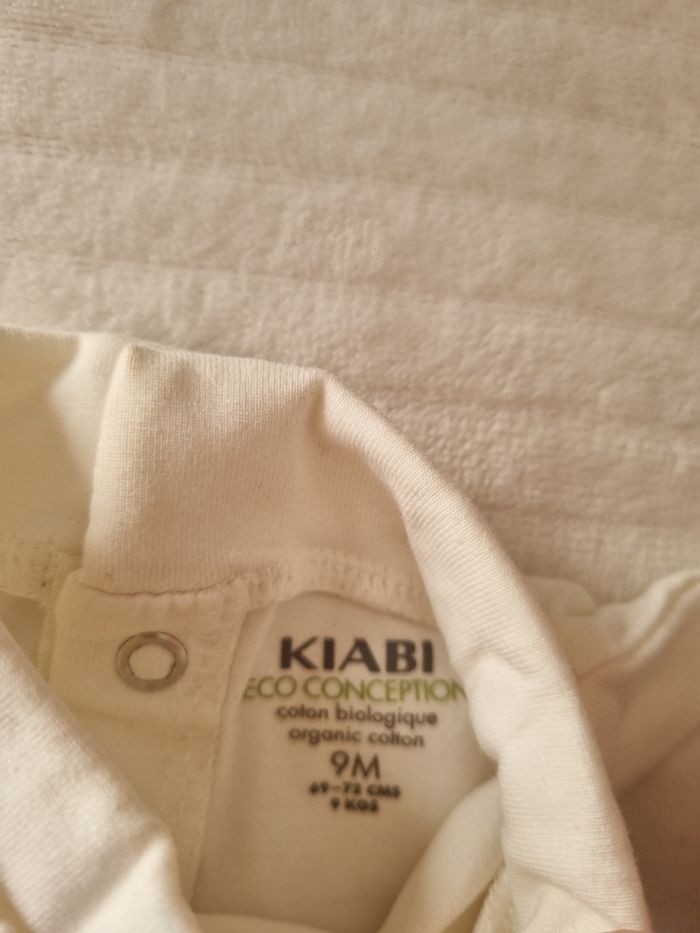 KIABI
ECO CONCEPTION
coton biologique
organic cotton
9M
69-72 CMS
9 KGS